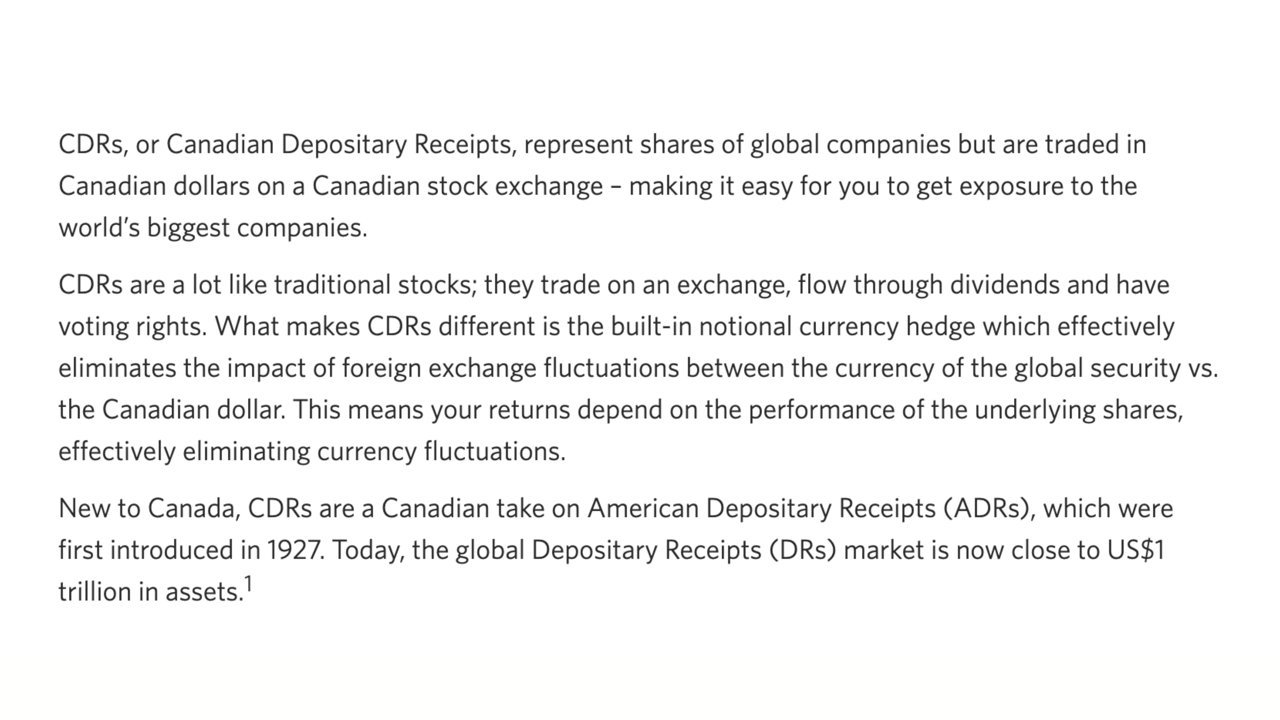 CDRs, or Canadian Depositary Receipts, represent shares of global companies but are traded in
Canadian dollars on a Canadian stock exchange – making it easy for you to get exposure to the
world’s biggest companies.
CDRs are a lot like traditional stocks; they trade on an exchange, flow through dividends and have
voting rights. What makes CDRs different is the built-in notional currency hedge which effectively
eliminates the impact of foreign exchange fluctuations between the currency of the global security vs.
the Canadian dollar. This means your returns depend on the performance of the underlying shares,
effectively eliminating currency fluctuations.
New to Canada, CDRs are a Canadian take on American Depositary Receipts (ADRs), which were
first introduced in 1927. Today, the global Depositary Receipts (DRs) market is now close to US$1
trillion in assets.¹